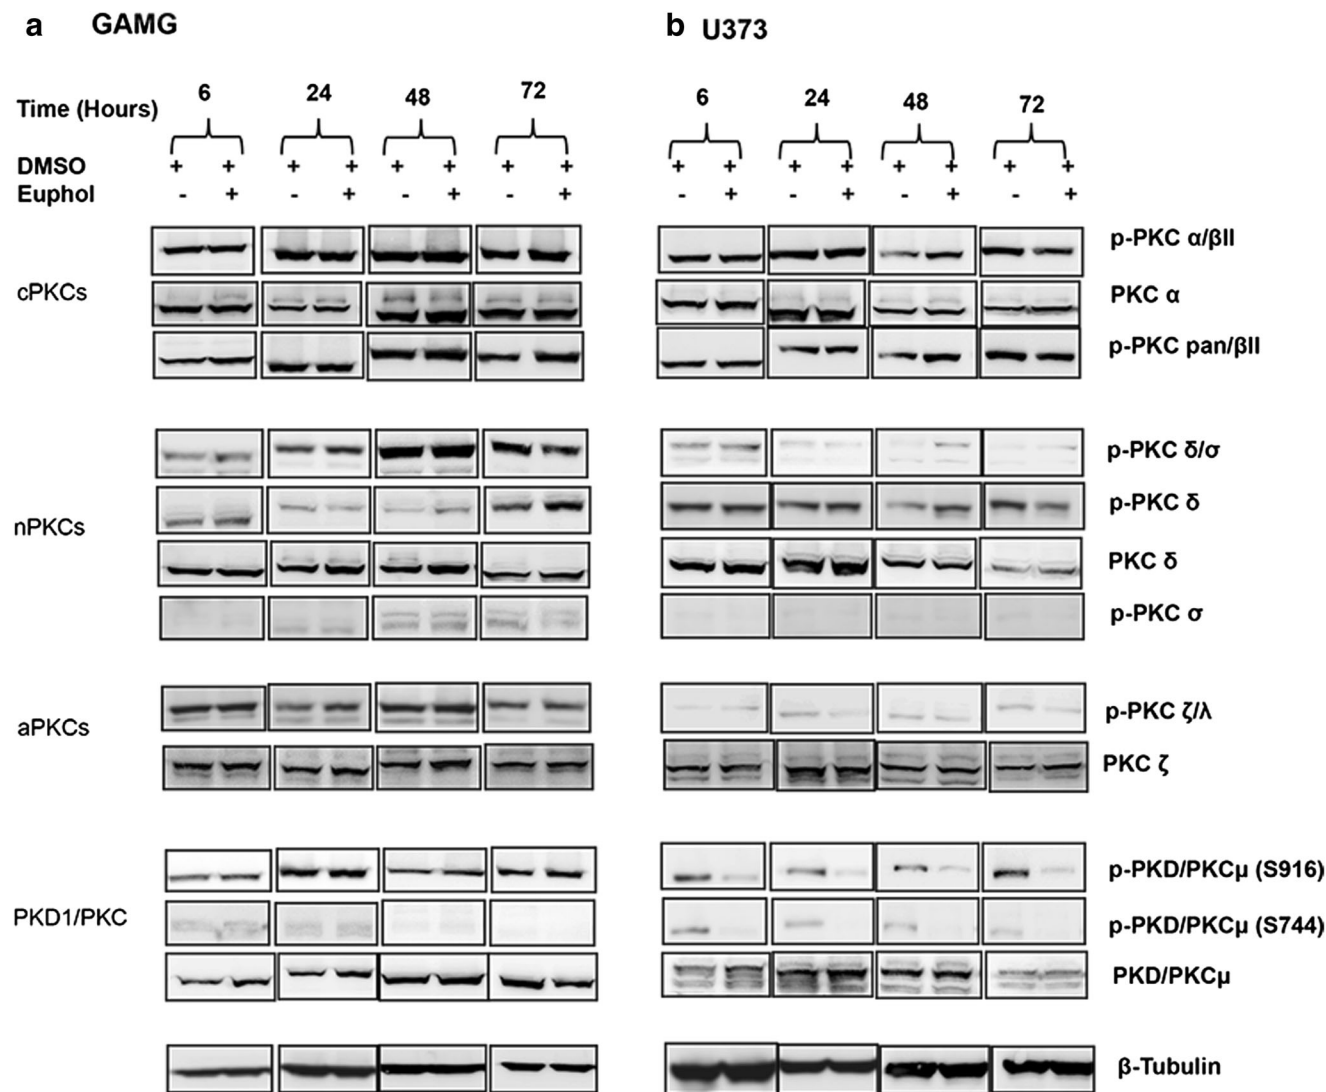 a GAMG
b U373
Time (Hours) 6 24 48 72 6 24 48 72
DMSO + + + + + + + + + + + + + + + +
Euphol - + - + - + - + - + - + - + - +
p-PKC α/βII
cPKCs
PKC α
p-PKC pan/βII
p-PKC δ/σ
p-PKC δ
nPKCs
PKC δ
p-PKC σ
p-PKC ζ/λ
aPKCs
PKC ζ
p-PKD/PKCμ (S916)
PKD1/PKC
p-PKD/PKCμ (S744)
PKD/PKCμ
β-Tubulin